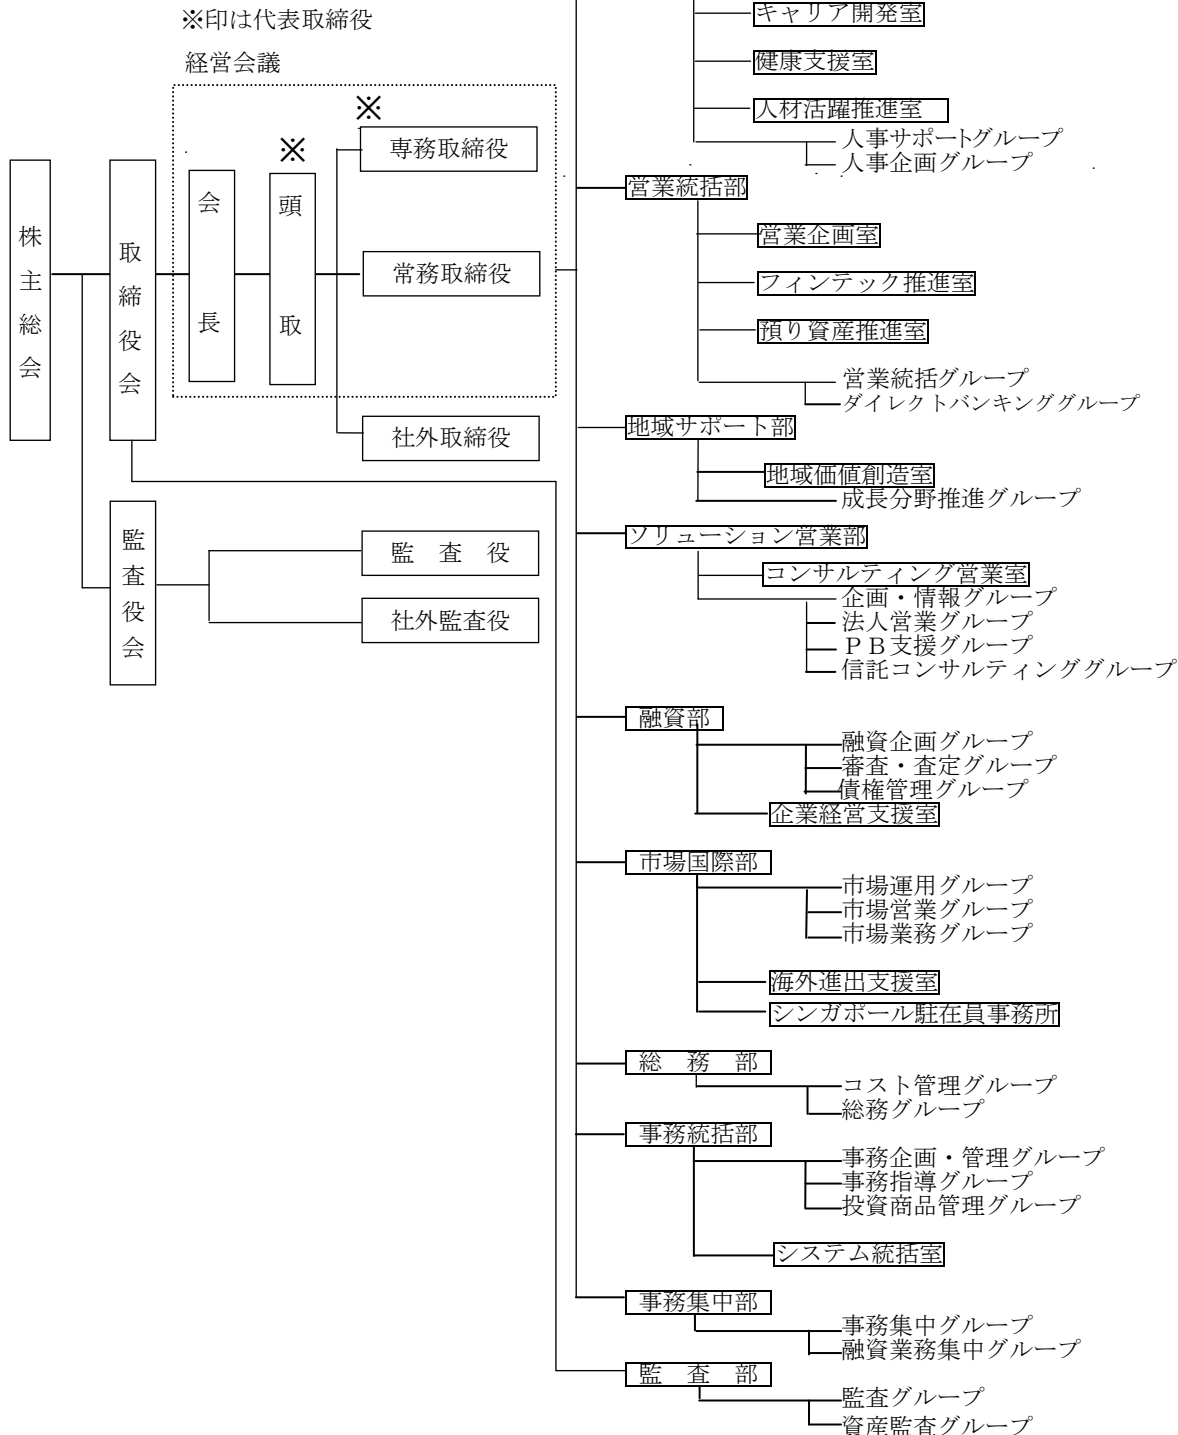 ※印は代表取締役
経営会議
※
※
株主総会
取締役会
会長
頭取
専務取締役
常務取締役
社外取締役
監査役会
監　査　役
社外監査役
キャリア開発室
健康支援室
人材活躍推進室
人事サポートグループ
人事企画グループ
営業統括部
営業企画室
フィンテック推進室
預り資産推進室
営業統括グループ
ダイレクトバンキンググループ
地域サポート部
地域価値創造室
成長分野推進グループ
ソリューション営業部
コンサルティング営業室
企画・情報グループ
法人営業グループ
ＰＢ支援グループ
信託コンサルティンググループ
融資部
融資企画グループ
審査・査定グループ
債権管理グループ
企業経営支援室
市場国際部
市場運用グループ
市場営業グループ
市場業務グループ
海外進出支援室
シンガポール駐在員事務所
総　務　部
コスト管理グループ
総務グループ
事務統括部
事務企画・管理グループ
事務指導グループ
投資商品管理グループ
システム統括室
事務集中部
事務集中グループ
融資業務集中グループ
監　査　部
監査グループ
資産監査グループ